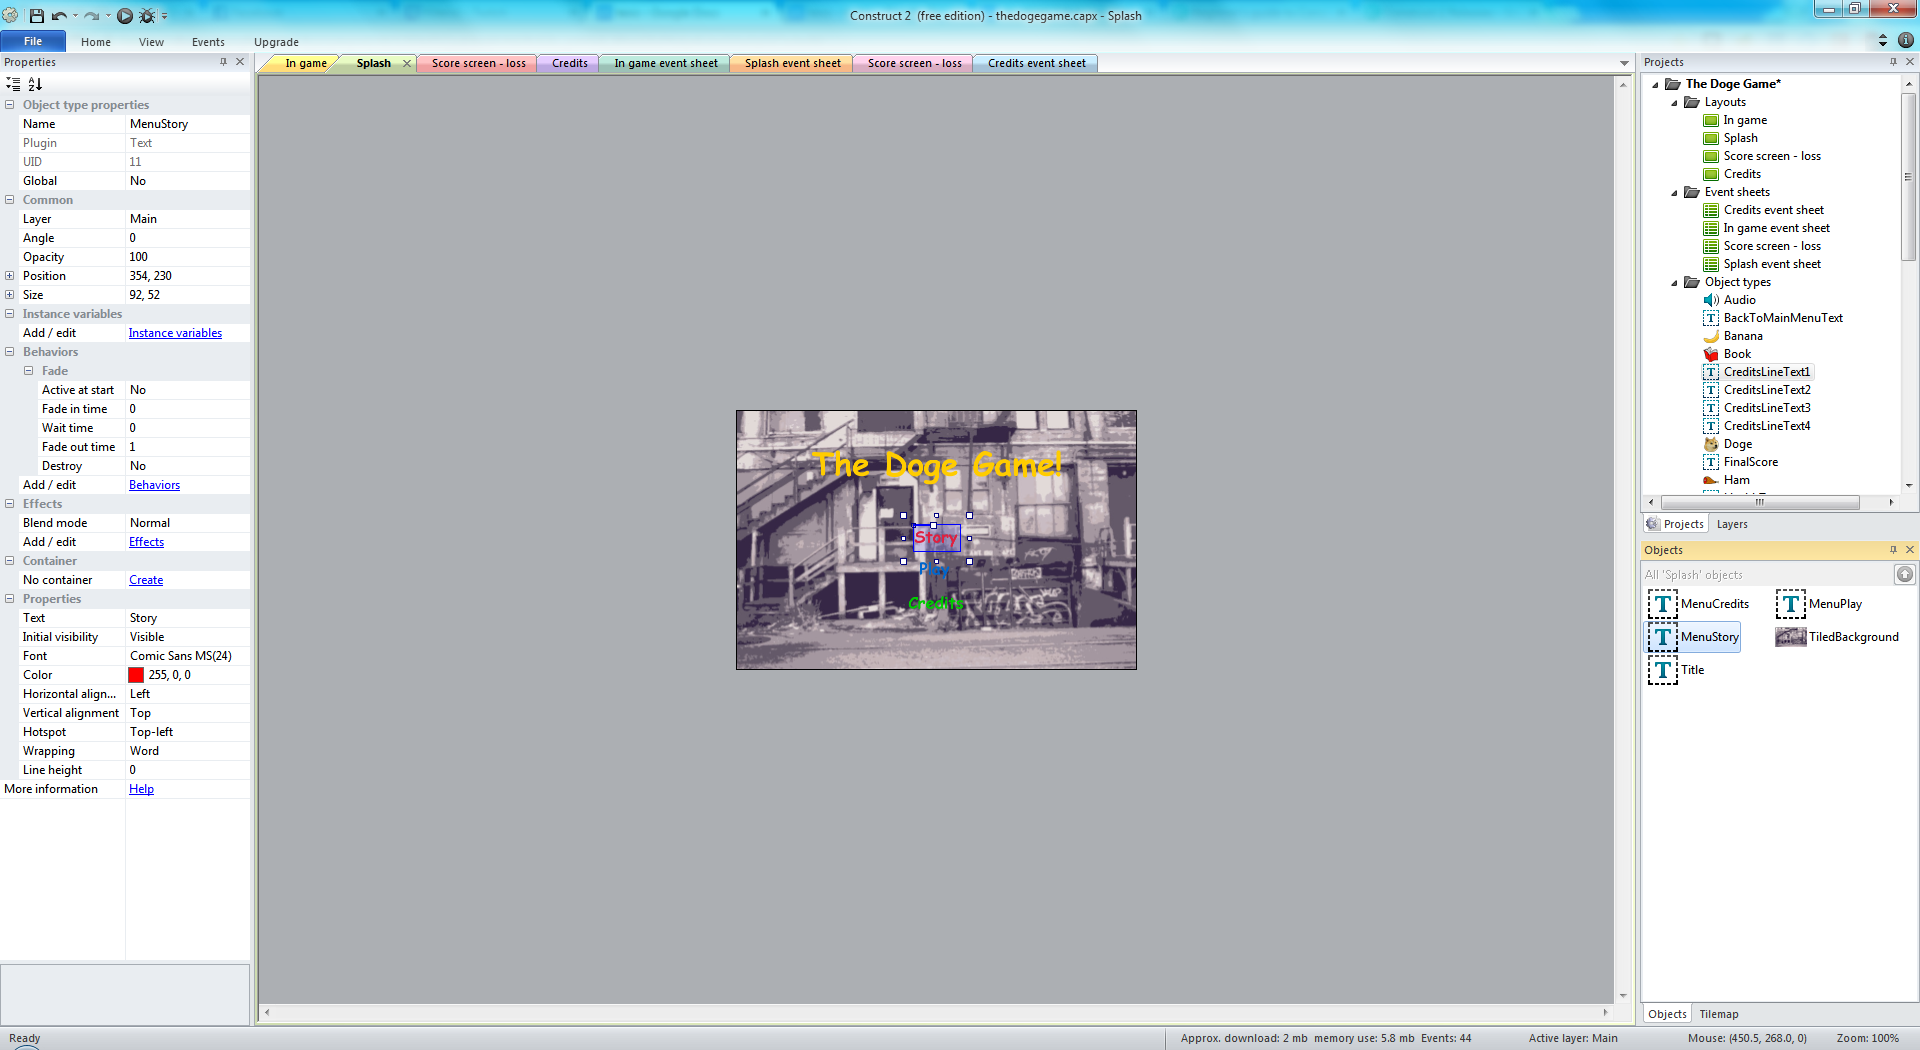 Construct 2  (free edition) - thedogegame.capx - Splash
File Home View Events Upgrade
Properties
In game Splash Score screen - loss Credits In game event sheet Splash event sheet Score screen - loss Credits event sheet
Object type properties
Name MenuStory
Plugin Text
UID 11
Global No
Common
Layer Main
Angle 0
Opacity 100
Position 354, 230
Size 92, 52
Instance variables
Add / edit Instance variables
Behaviors
Fade
Active at start No
Fade in time 0
Wait time 0
Fade out time 1
Destroy No
Add / edit Behaviors
Effects
Blend mode Normal
Add / edit Effects
Container
No container Create
Properties
Text Story
Initial visibility Visible
Font Comic Sans MS(24)
Color 255, 0, 0
Horizontal align... Left
Vertical alignment Top
Hotspot Top-left
Wrapping Word
Line height 0
More information Help
The Doge Game!
Story
Play
Credits
Projects
The Doge Game*
Layouts
In game
Splash
Score screen - loss
Credits
Event sheets
Credits event sheet
In game event sheet
Score screen - loss
Splash event sheet
Object types
Audio
BackToMainMenuText
Banana
Book
CreditsLineText1
CreditsLineText2
CreditsLineText3
CreditsLineText4
Doge
FinalScore
Ham
Projects Layers
Objects
All 'Splash' objects
MenuCredits MenuPlay
MenuStory TiledBackground
Title
Objects Tilemap
Ready
Approx. download: 2 mb  memory use: 5.8 mb  Events: 44 Active layer: Main Mouse: (450.5, 268.0, 0) Zoom: 100%